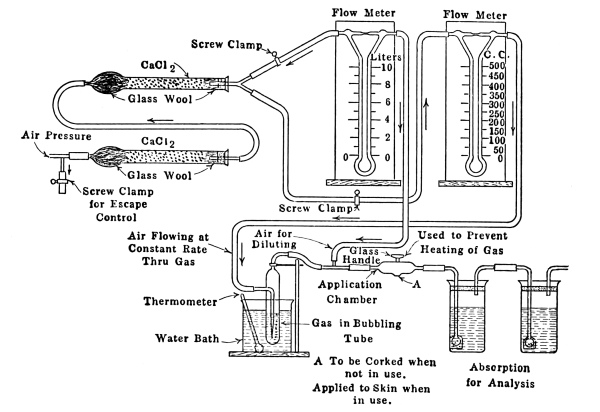 Flow Meter
Flow Meter
Screw Clamp
CaCl2
Liters
10
8
6
4
2
0
0
C.C.
500
450
400
350
300
250
200
150
100
50
0
0
Glass Wool
Air Pressure
CaCl2
Glass Wool
Screw Clamp
for Escape
Control
Screw Clamp
Air Flowing at
Constant Rate
Thru Gas
Air for
Diluting
Used to Prevent
Heating of Gas
Glass
Handle
Application
Chamber
A
Thermometer
Water Bath
Gas in Bubbling
Tube
A To be Corked when
not in use.
Applied to Skin when
in use.
Absorption
for Analysis